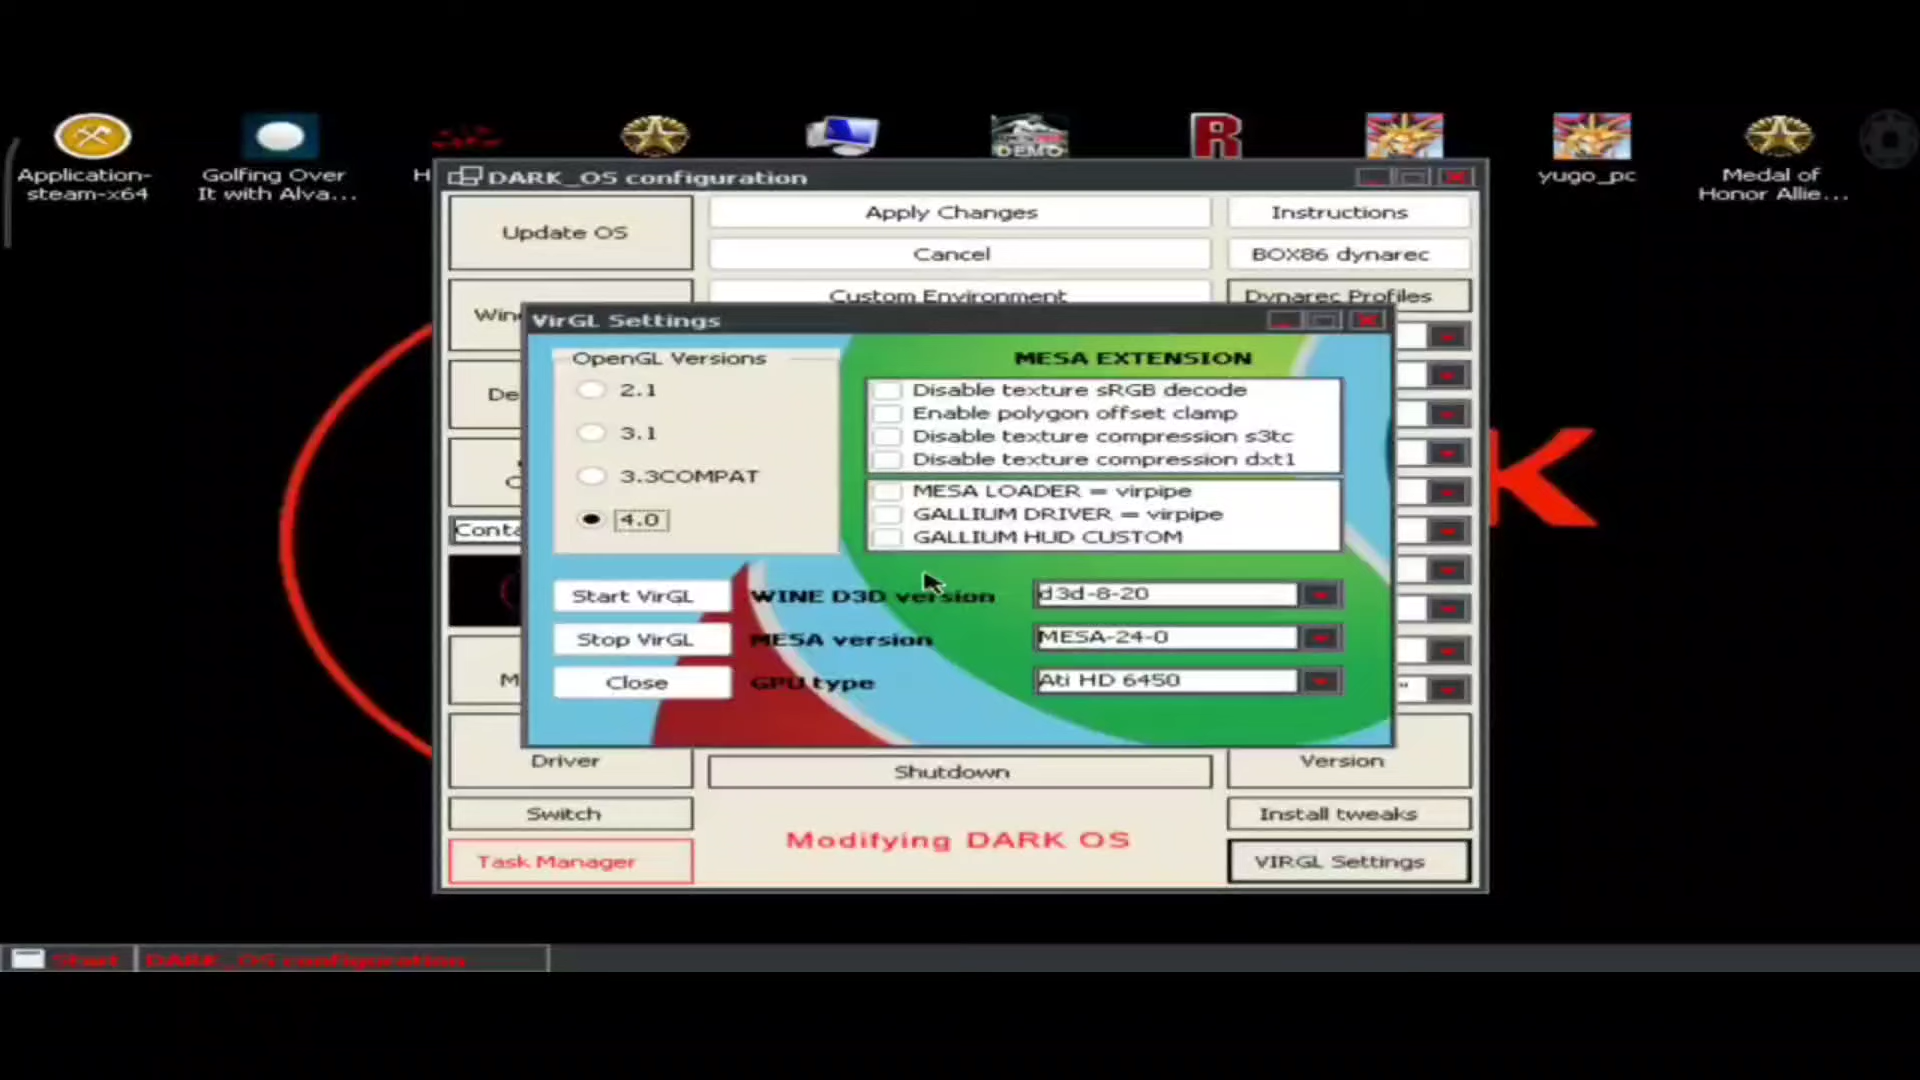 Application-
steam-x64
Golfing Over
It with Alva...
H
DEMO
R
yugo_pc
Medal of
Honor Allie...
DARK_OS configuration
Update OS
Apply Changes
Instructions
Cancel
BOX86 dynarec
Custom Environment
Dynarec Profiles
Win
De
C
Conta
M
VirGL Settings
OpenGL Versions
2.1
3.1
3.3COMPAT
4.0
MESA EXTENSION
Disable texture sRGB decode
Enable polygon offset clamp
Disable texture compression s3tc
Disable texture compression dxt1
MESA LOADER = virpipe
GALLIUM DRIVER = virpipe
GALLIUM HUD CUSTOM
Start VirGL
WINE D3D version
d3d-8-20
Stop VirGL
MESA version
MESA-24-0
Close
GPU type
Ati HD 6450
K
"
Driver
Shutdown
Version
Switch
Install tweaks
Modifying DARK OS
Task Manager
VIRGL Settings
Start
DARK_OS configuration